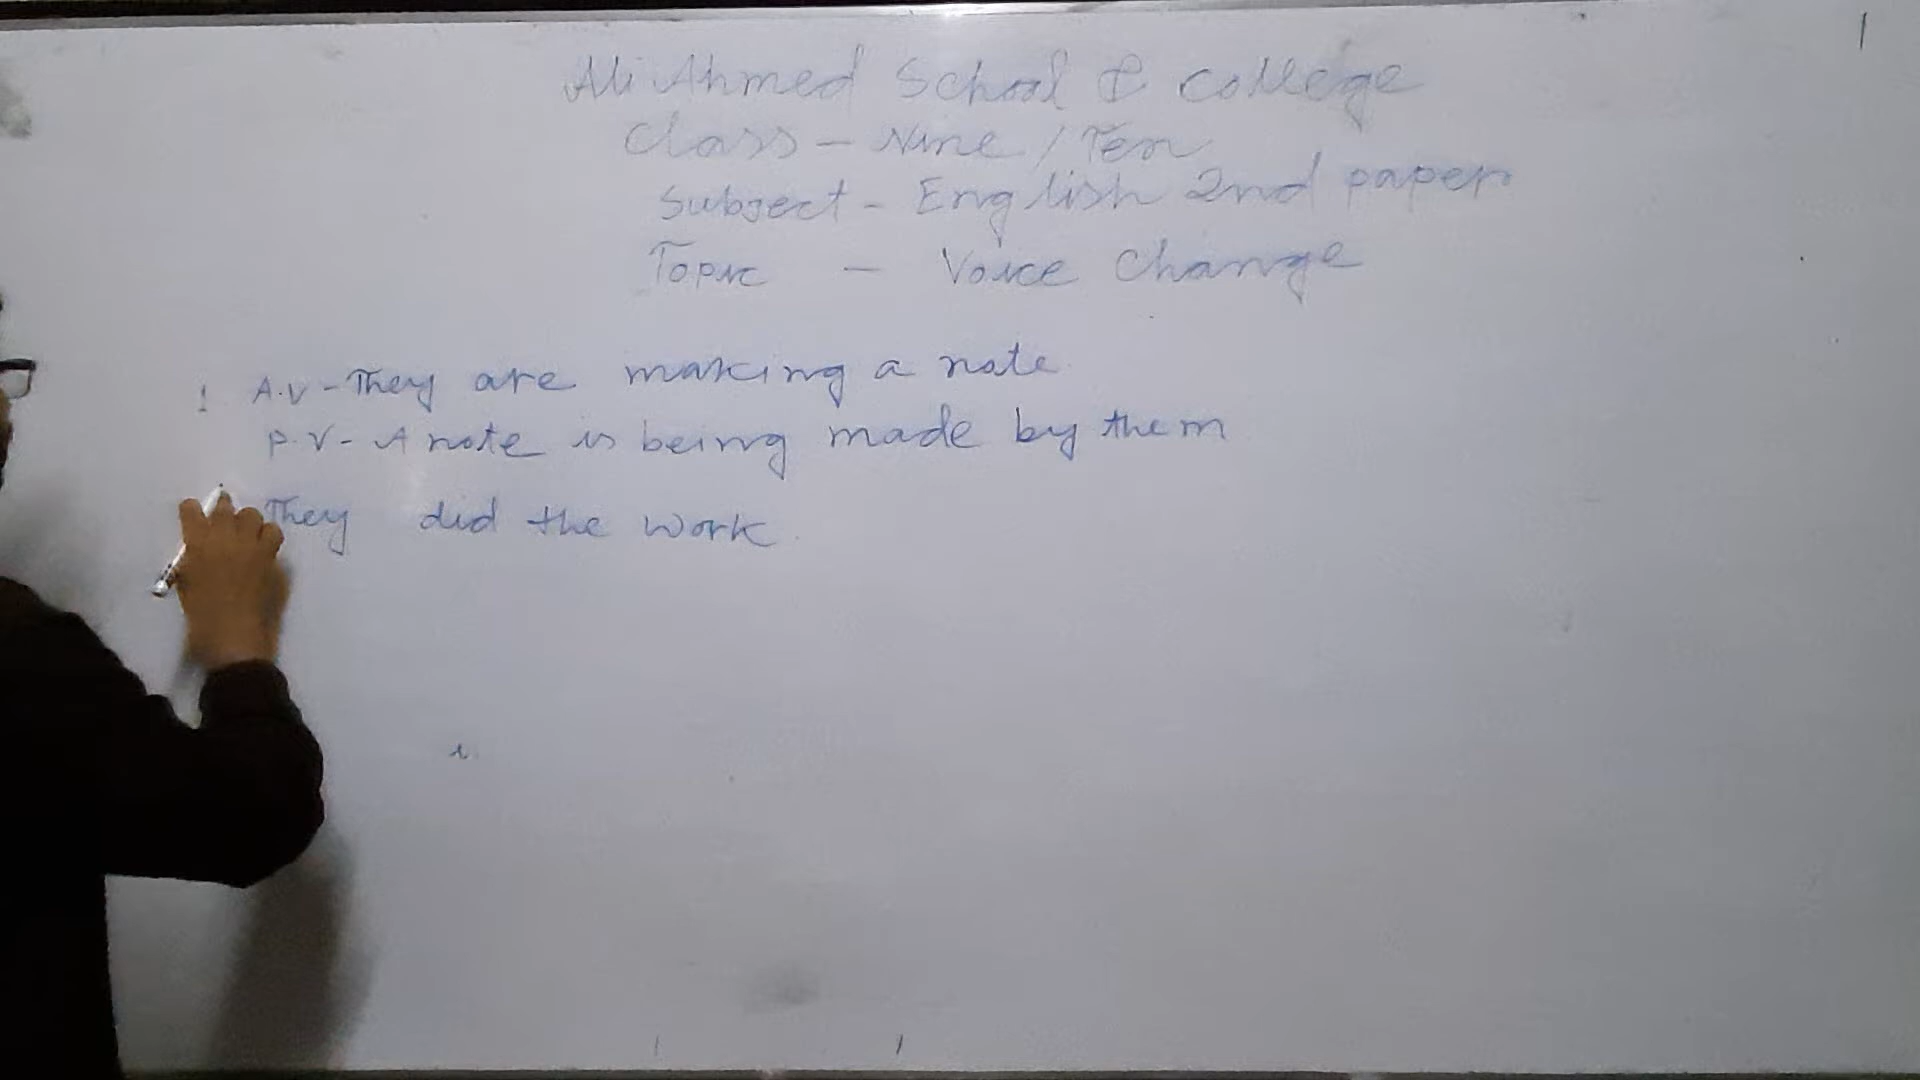 Ali Ahmed School & College
Class - Nine / Ten
Subject - English 2nd paper
Topic - Voice Change
1 A.V - They are making a note.
P.V - A note is being made by them
They did the work.